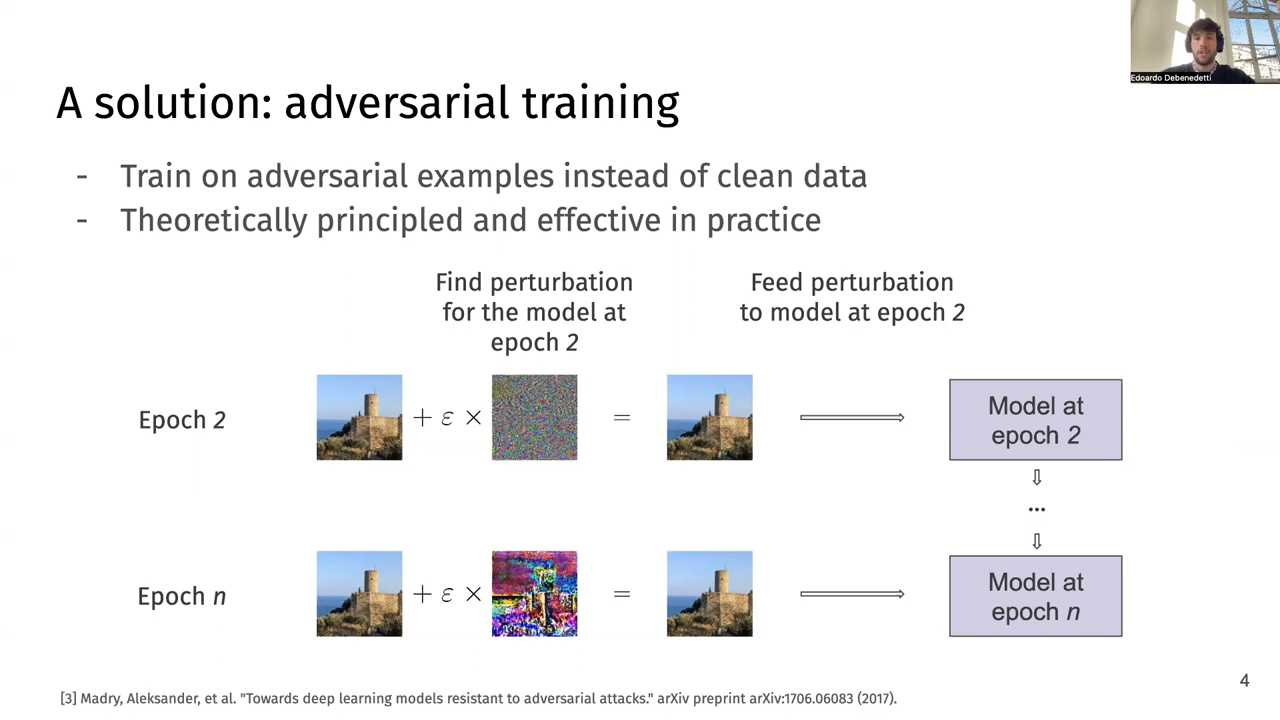 Edoardo Debenedetti
A solution: adversarial training
- Train on adversarial examples instead of clean data
- Theoretically principled and effective in practice
Find perturbation
for the model at
epoch 2
Feed perturbation
to model at epoch 2
Epoch 2
+ ε ×
=
Model at
epoch 2
...
Epoch n
+ ε ×
=
Model at
epoch n
4
[3] Madry, Aleksander, et al. "Towards deep learning models resistant to adversarial attacks." arXiv preprint arXiv:1706.06083 (2017).